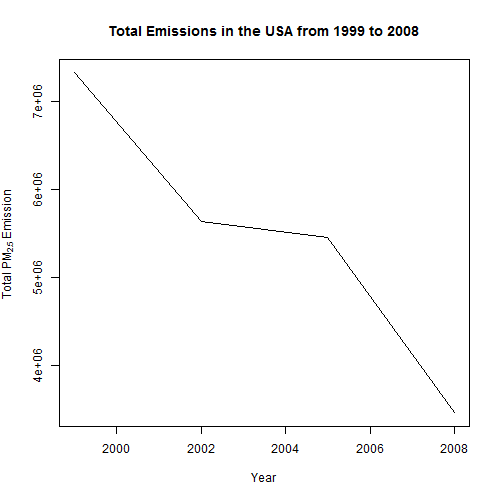 Total Emissions in the USA from 1999 to 2008
Total PM2.5 Emission
7e+06
6e+06
5e+06
4e+06
2000 2002 2004 2006 2008
Year